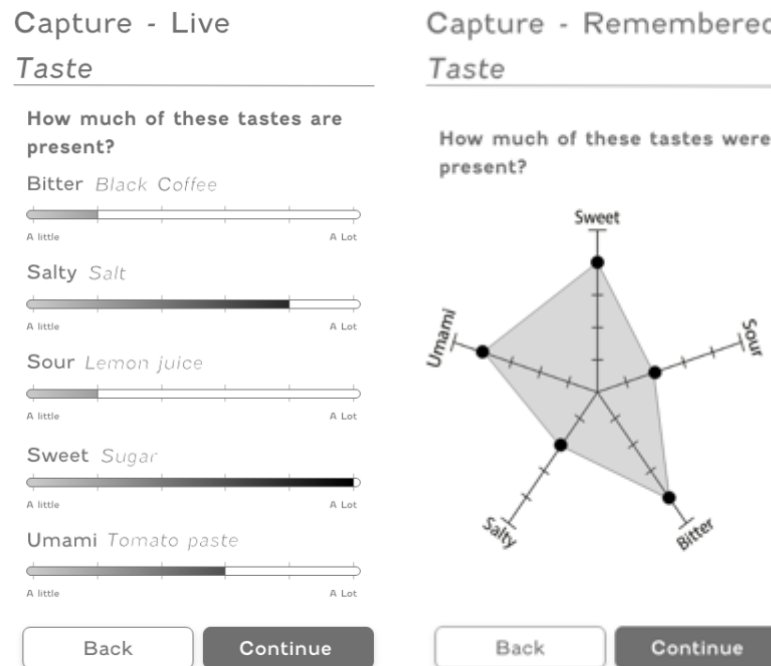 Capture - Live
Taste
How much of these tastes are
present?
Bitter Black Coffee
A little A Lot
Salty Salt
A little A Lot
Sour Lemon juice
A little A Lot
Sweet Sugar
A little A Lot
Umami Tomato paste
A little A Lot
Back Continue
Capture - Remembered
Taste
How much of these tastes were
present?
Sweet
Umami
Sour
Salty
Bitter
Back Continue